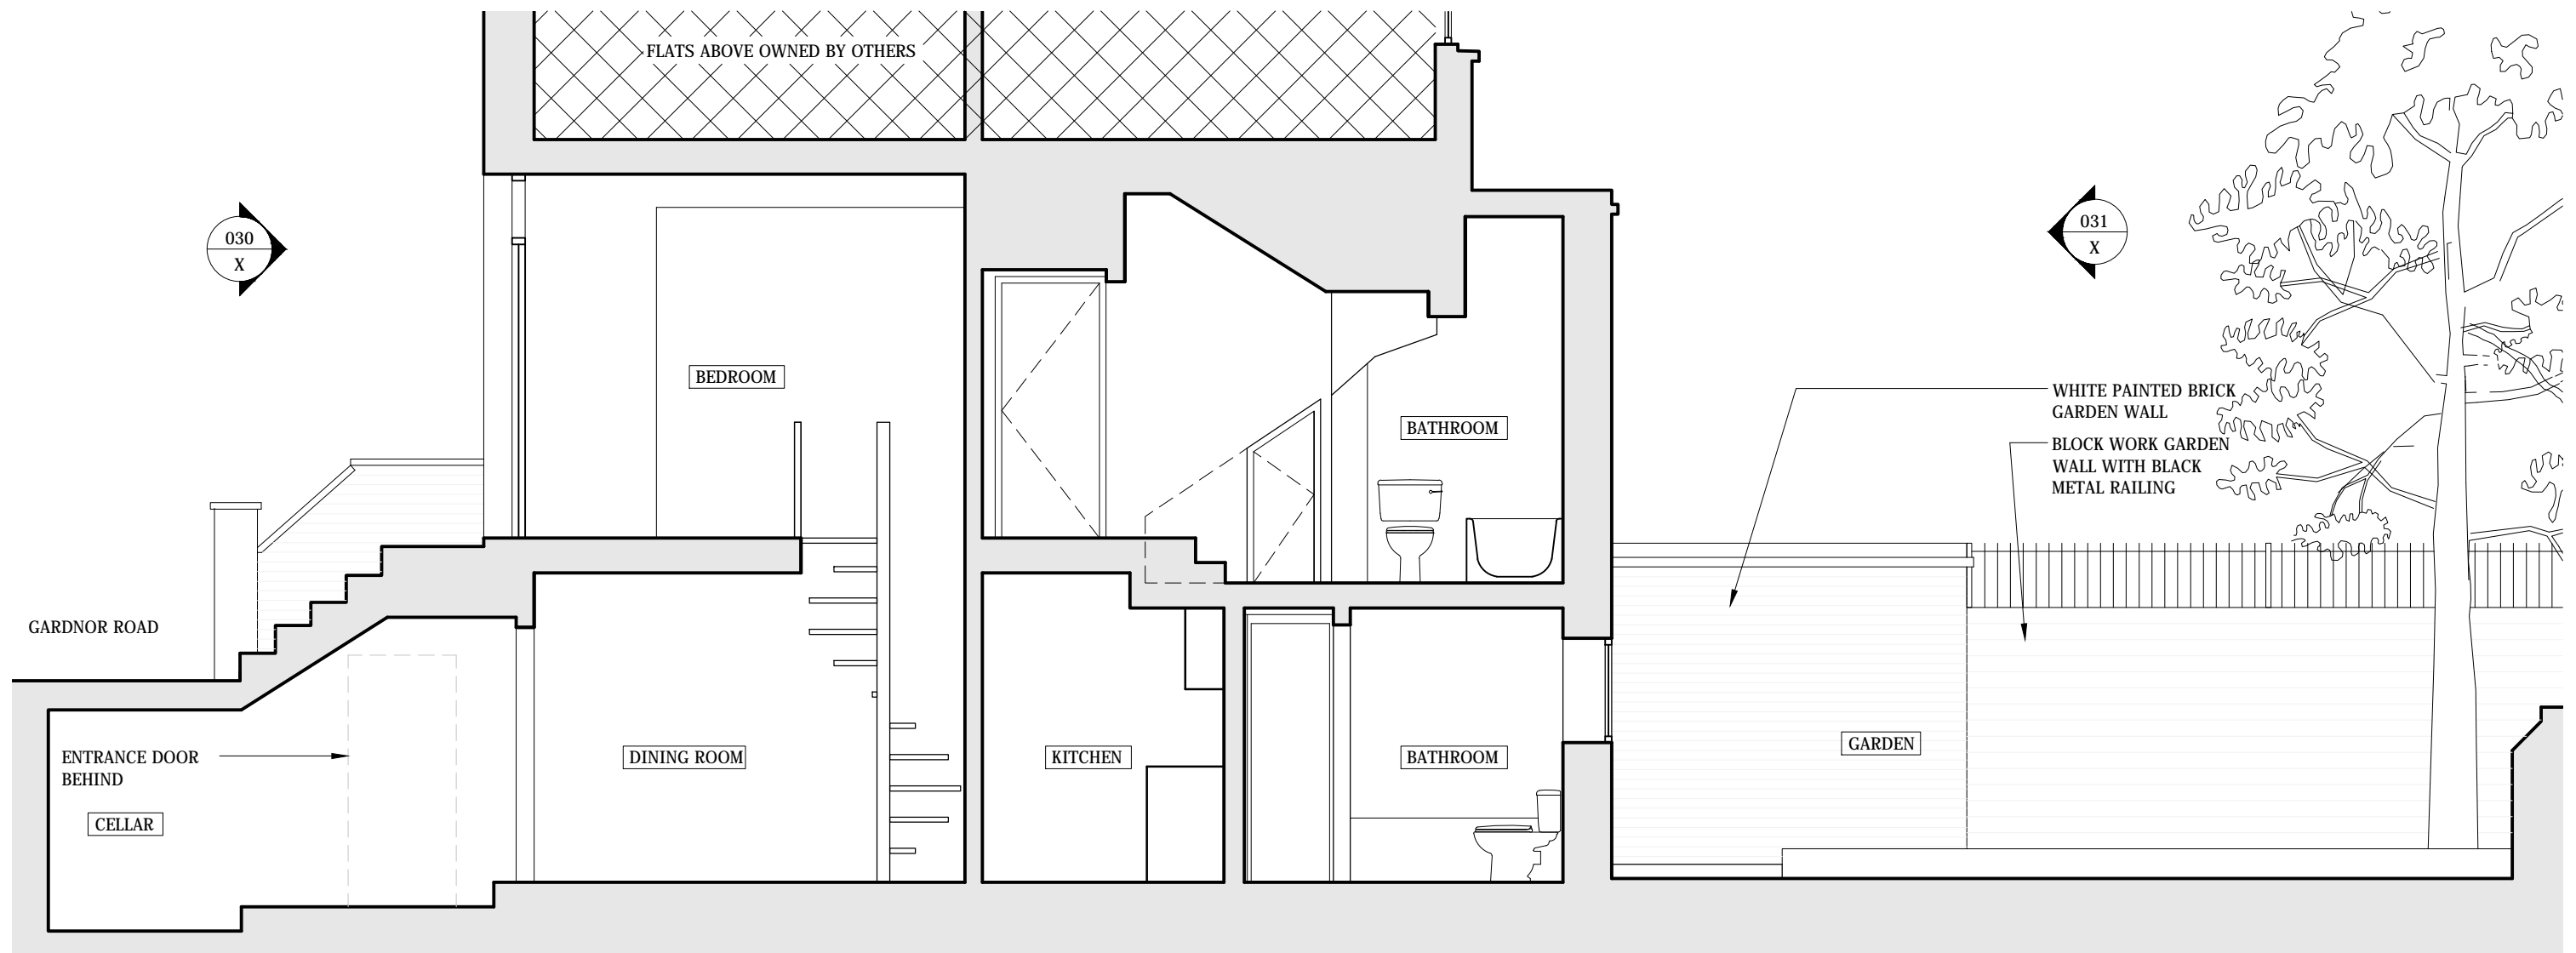 FLATS ABOVE OWNED BY OTHERS
030
X
031
X
BEDROOM
BATHROOM
WHITE PAINTED BRICK
GARDEN WALL
BLOCK WORK GARDEN
WALL WITH BLACK
METAL RAILING
GARDNOR ROAD
ENTRANCE DOOR
BEHIND
CELLAR
DINING ROOM
KITCHEN
BATHROOM
GARDEN